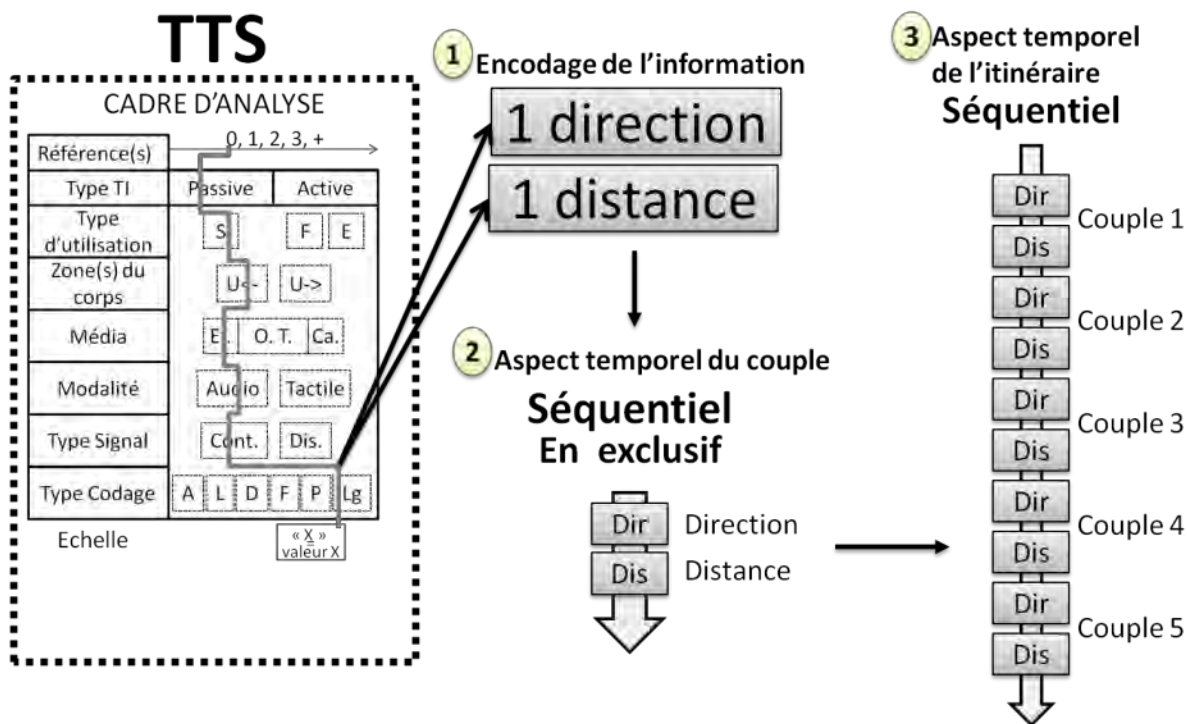 TTS
CADRE D'ANALYSE
Référence(s)
0, 1, 2, 3, +
Type TI
Passive
Active
Type
d'utilisation
S
F
E
Zone(s) du
corps
U<-
U->
Média
E.
O. T.
Ca.
Modalité
Audio
Tactile
Type Signal
Cont.
Dis.
Type Codage
A
L
D
F
P
Lg
Echelle
« X »
=
valeur X
1
Encodage de l'information
1 direction
1 distance
2
Aspect temporel du couple
Séquentiel
En exclusif
Dir
Direction
Dis
Distance
3
Aspect temporel
de l'itinéraire
Séquentiel
Dir
Couple 1
Dis
Dir
Couple 2
Dis
Dir
Couple 3
Dis
Dir
Couple 4
Dis
Dir
Couple 5
Dis